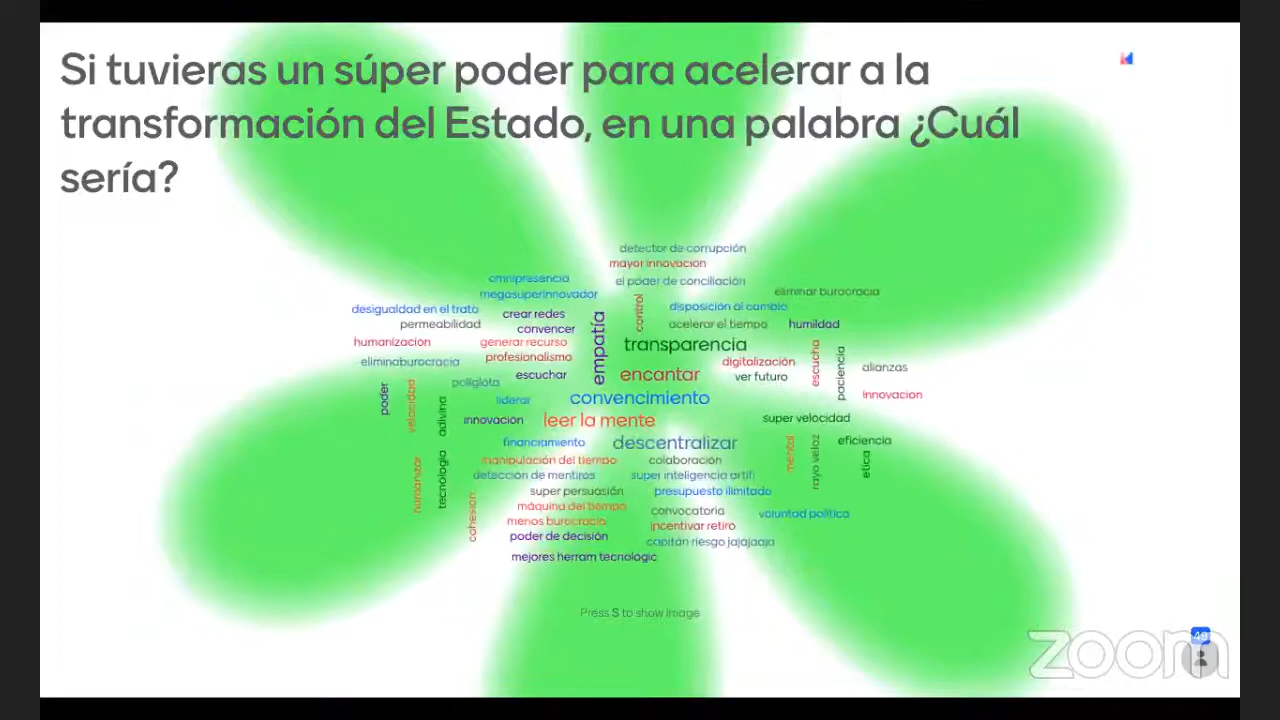 Si tuvieras un súper poder para acelerar a la
transformación del Estado, en una palabra ¿Cuál
sería?
detector de corrupción
mayor innovacion
omnipresencia
el poder de conciliación
megasuperinnovador
eliminar burocracia
desigualdad en el trato
crear redes
control
disposición al cambio
permeabilidad
convencer
empatía
acelerar el tiempo
humildad
humanizacion
generar recurso
transparencia
eliminaburocracia
profesionalismo
digitalización
escucha
paciencia
alianzas
escuchar
encantar
ver futuro
poder
velocidad
adivina
poliglota
liderar
convencimiento
innovacion
innovacion
leer la mente
super velocidad
financiamiento
descentralizar
mental
rayo veloz
eficiencia
etica
humanizar
tecnología
manipulación del tiempo
colaboración
detección de mentiras
super inteligencia artifi
super persuasión
presupuesto ilimitado
cohesión
máquina del tiempo
convocatoria
voluntad política
menos burocracia
incentivar retiro
poder de decisión
capitán riesgo jajajaaja
mejores herram tecnologic
Press S to show image
zoom
48